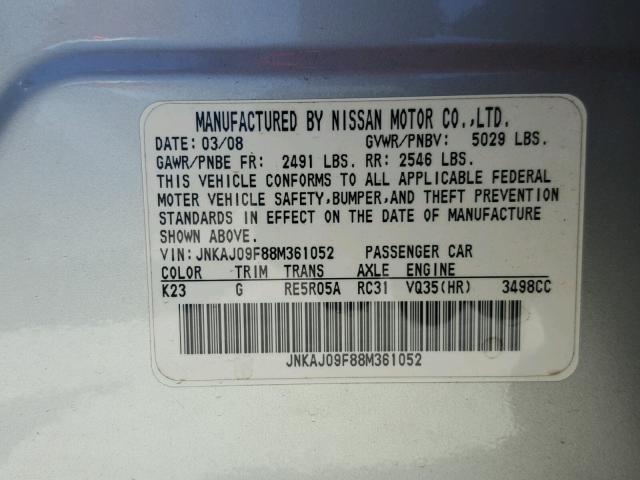 MANUFACTURED BY NISSAN MOTOR CO.,LTD.
DATE: 03/08 GVWR/PNBV: 5029 LBS.
GAWR/PNBE FR: 2491 LBS. RR: 2546 LBS.
THIS VEHICLE CONFORMS TO ALL APPLICABLE FEDERAL
MOTOR VEHICLE SAFETY,BUMPER,AND THEFT PREVENTION
STANDARDS IN EFFECT ON THE DATE OF MANUFACTURE
SHOWN ABOVE.
VIN:JNKAJ09F88M361052 PASSENGER CAR
COLOR TRIM TRANS AXLE ENGINE
K23 G RE5R05A RC31 VQ35(HR) 3498CC
JNKAJ09F88M361052